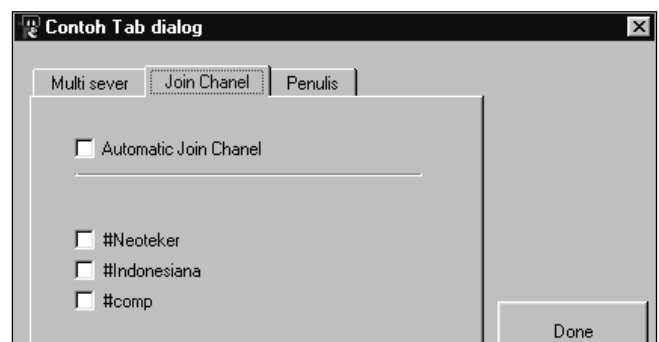 Contoh Tab dialog
Multi sever Join Chanel Penulis
Automatic Join Chanel
#Neoteker
#Indonesiana
#comp
Done